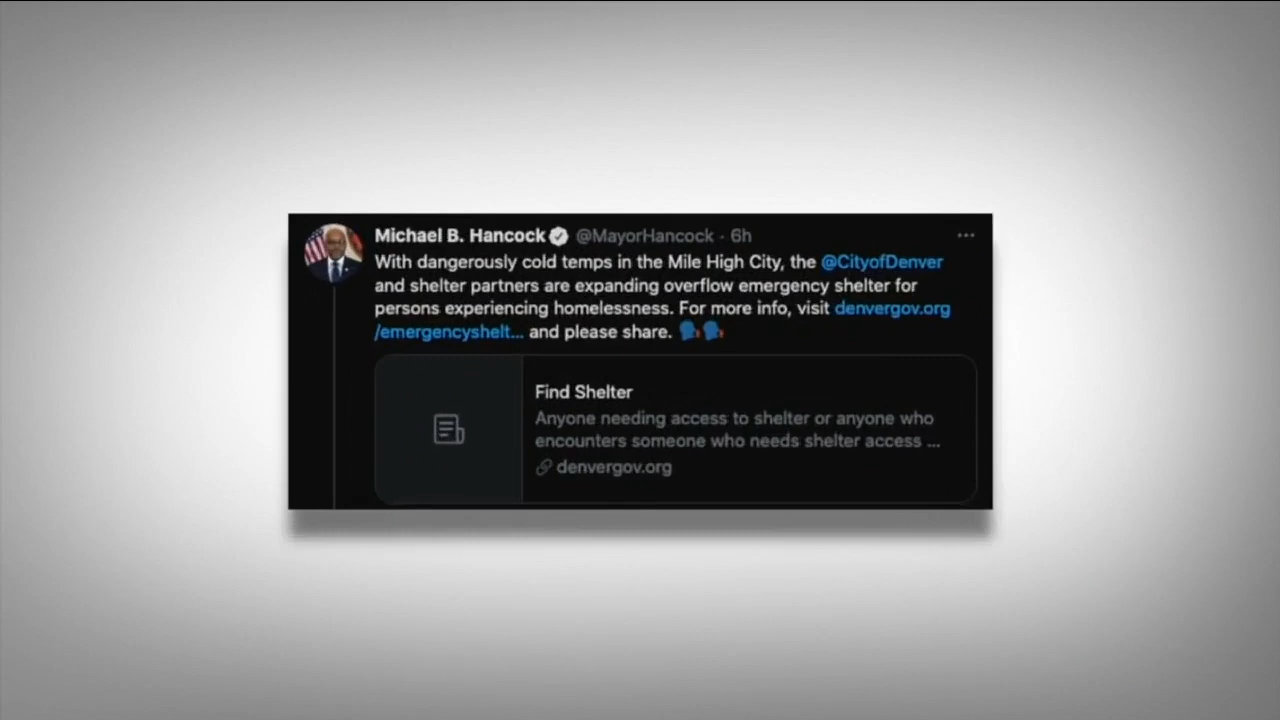 Michael B. Hancock @MayorHancock · 6h
With dangerously cold temps in the Mile High City, the @CityofDenver
and shelter partners are expanding overflow emergency shelter for
persons experiencing homelessness. For more info, visit denvergov.org
/emergencyshelt... and please share. 🗣🗣
Find Shelter
Anyone needing access to shelter or anyone who
encounters someone who needs shelter access ...
denvergov.org